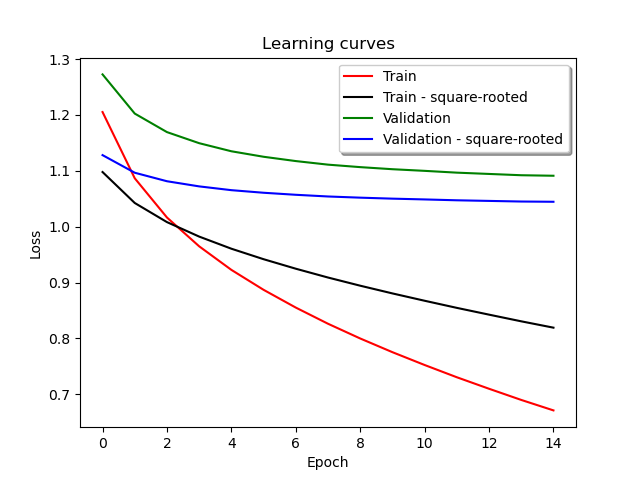 Learning curves
Train
Train - square-rooted
Validation
Validation - square-rooted
Loss
1.3
1.2
1.1
1.0
0.9
0.8
0.7
0 2 4 6 8 10 12 14
Epoch